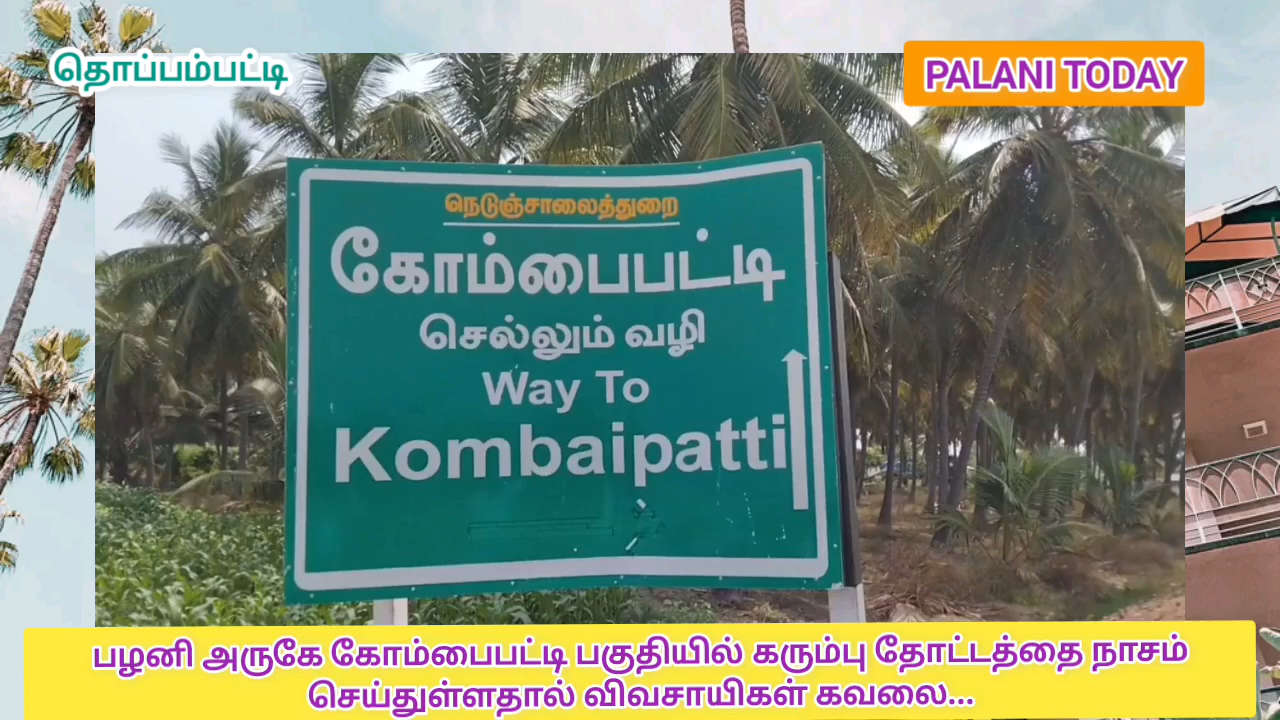 தொப்பம்பட்டி
PALANI TODAY
நெடுஞ்சாலைத்துறை
கோம்பைபட்டி
செல்லும் வழி
Way To
Kombaipatti
பழனி அருகே கோம்பைபட்டி பகுதியில் கரும்பு தோட்டத்தை நாசம்
செய்துள்ளதால் விவசாயிகள் கவலை...